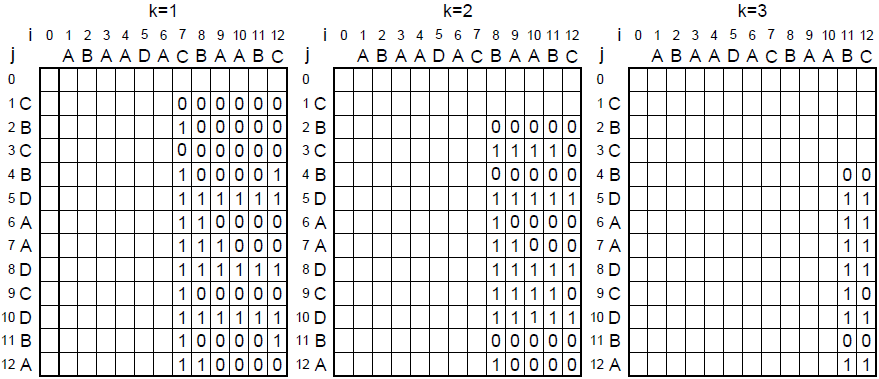 k=1 k=2 k=3
i 0 1 2 3 4 5 6 7 8 9 10 11 12 i 0 1 2 3 4 5 6 7 8 9 10 11 12 i 0 1 2 3 4 5 6 7 8 9 10 11 12
j A B A A D A C B A A B C j A B A A D A C B A A B C j A B A A D A C B A A B C
0 0 0
1 C 0 0 0 0 0 0 1 C 1 C
2 B 1 0 0 0 0 0 2 B 0 0 0 0 0 2 B
3 C 0 0 0 0 0 0 3 C 1 1 1 1 0 3 C
4 B 1 0 0 0 0 1 4 B 0 0 0 0 0 4 B 0 0
5 D 1 1 1 1 1 1 5 D 1 1 1 1 1 5 D 1 1
6 A 1 1 0 0 0 0 6 A 1 0 0 0 0 6 A 1 1
7 A 1 1 1 0 0 0 7 A 1 1 0 0 0 7 A 1 1
8 D 1 1 1 1 1 1 8 D 1 1 1 1 1 8 D 1 1
9 C 1 0 0 0 0 0 9 C 1 1 1 1 0 9 C 1 0
10 D 1 1 1 1 1 1 10 D 1 1 1 1 1 10 D 1 1
11 B 1 0 0 0 0 1 11 B 0 0 0 0 0 11 B 0 0
12 A 1 1 0 0 0 0 12 A 1 0 0 0 0 12 A 1 1